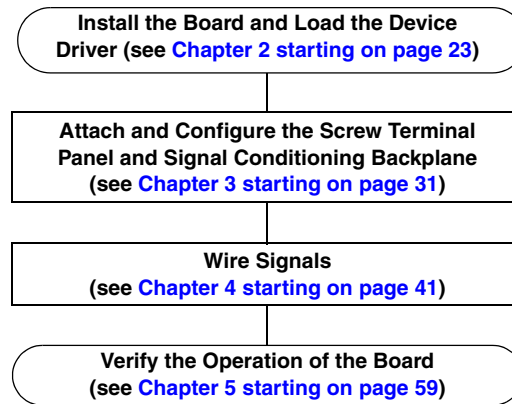 Install the Board and Load the Device
Driver (see Chapter 2 starting on page 23)
Attach and Configure the Screw Terminal
Panel and Signal Conditioning Backplane
(see Chapter 3 starting on page 31)
Wire Signals
(see Chapter 4 starting on page 41)
Verify the Operation of the Board
(see Chapter 5 starting on page 59)